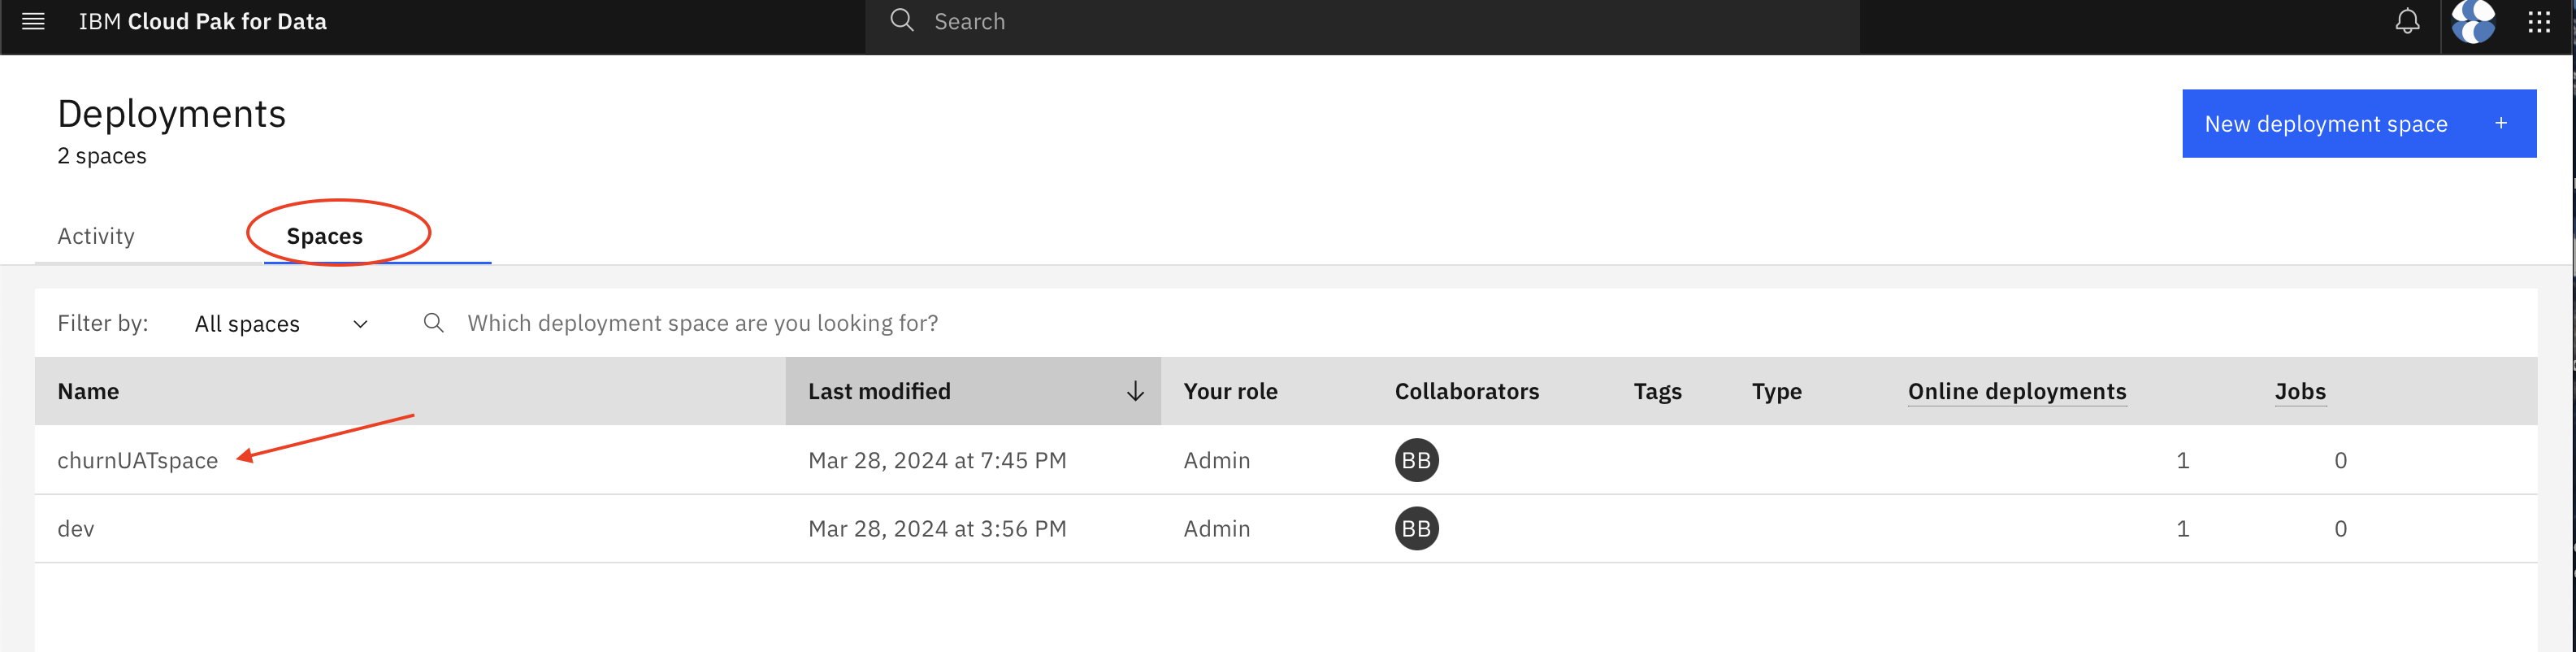 IBM Cloud Pak for Data Search
Deployments
2 spaces
New deployment space +
Activity Spaces
Filter by: All spaces Which deployment space are you looking for?
Name Last modified Your role Collaborators Tags Type Online deployments Jobs
churnUATspace Mar 28, 2024 at 7:45 PM Admin BB 1 0
dev Mar 28, 2024 at 3:56 PM Admin BB 1 0